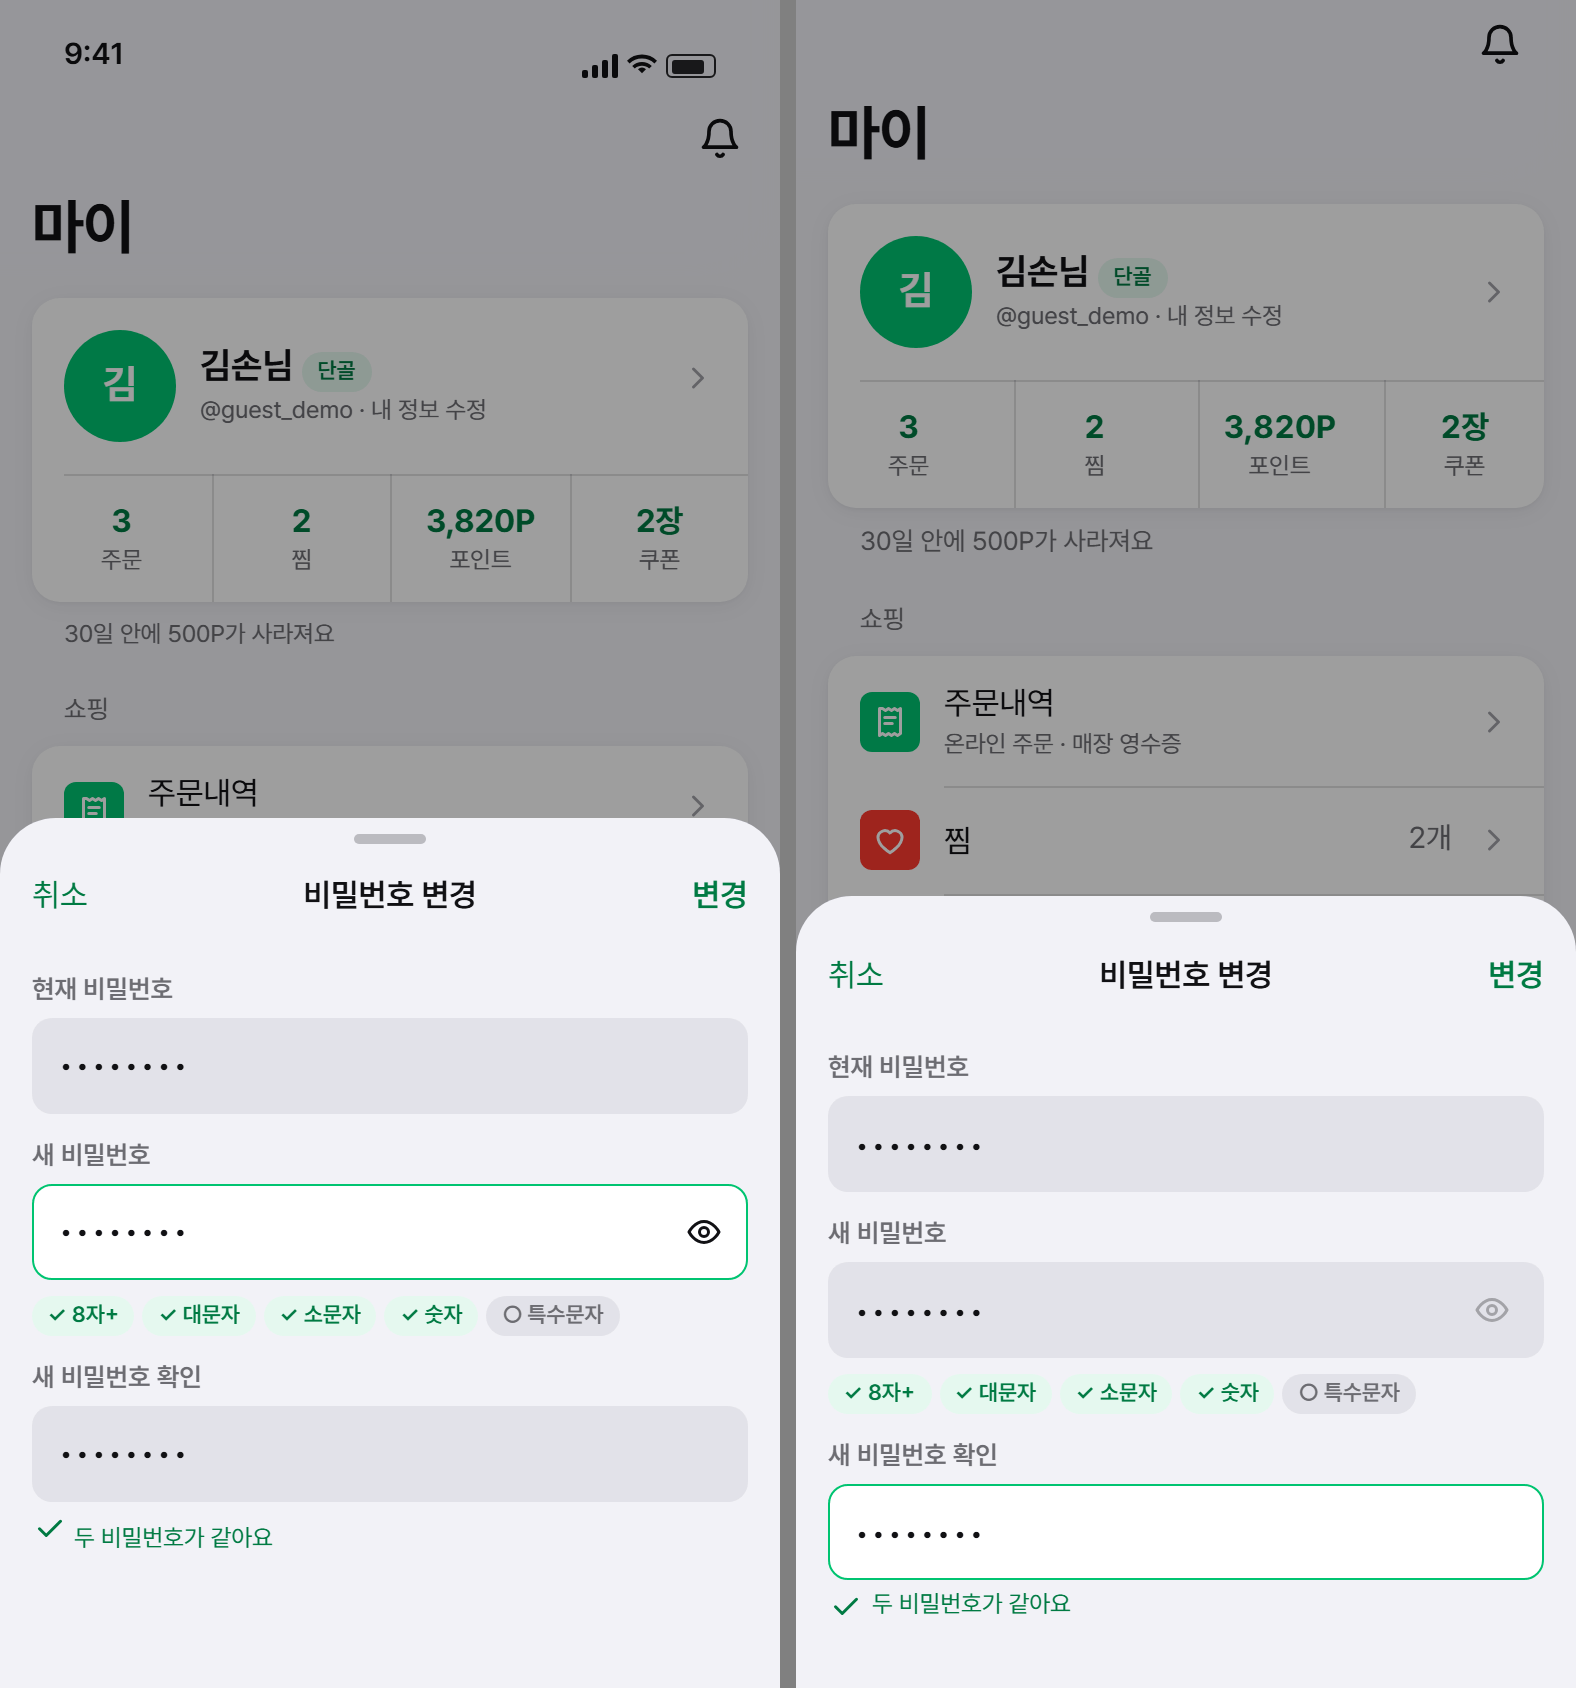 9:41
마이
김
김손님 단골
@guest_demo · 내 정보 수정
3 2 3,820P 2장
주문 찜 포인트 쿠폰
30일 안에 500P가 사라져요
쇼핑
주문내역
취소 비밀번호 변경 변경
현재 비밀번호
••••••••
새 비밀번호
••••••••
8자+ 대문자 소문자 숫자 특수문자
새 비밀번호 확인
••••••••
두 비밀번호가 같아요
마이
김
김손님 단골
@guest_demo · 내 정보 수정
3 2 3,820P 2장
주문 찜 포인트 쿠폰
30일 안에 500P가 사라져요
쇼핑
주문내역
온라인 주문 · 매장 영수증
찜 2개
취소 비밀번호 변경 변경
현재 비밀번호
••••••••
새 비밀번호
••••••••
8자+ 대문자 소문자 숫자 특수문자
새 비밀번호 확인
••••••••
두 비밀번호가 같아요